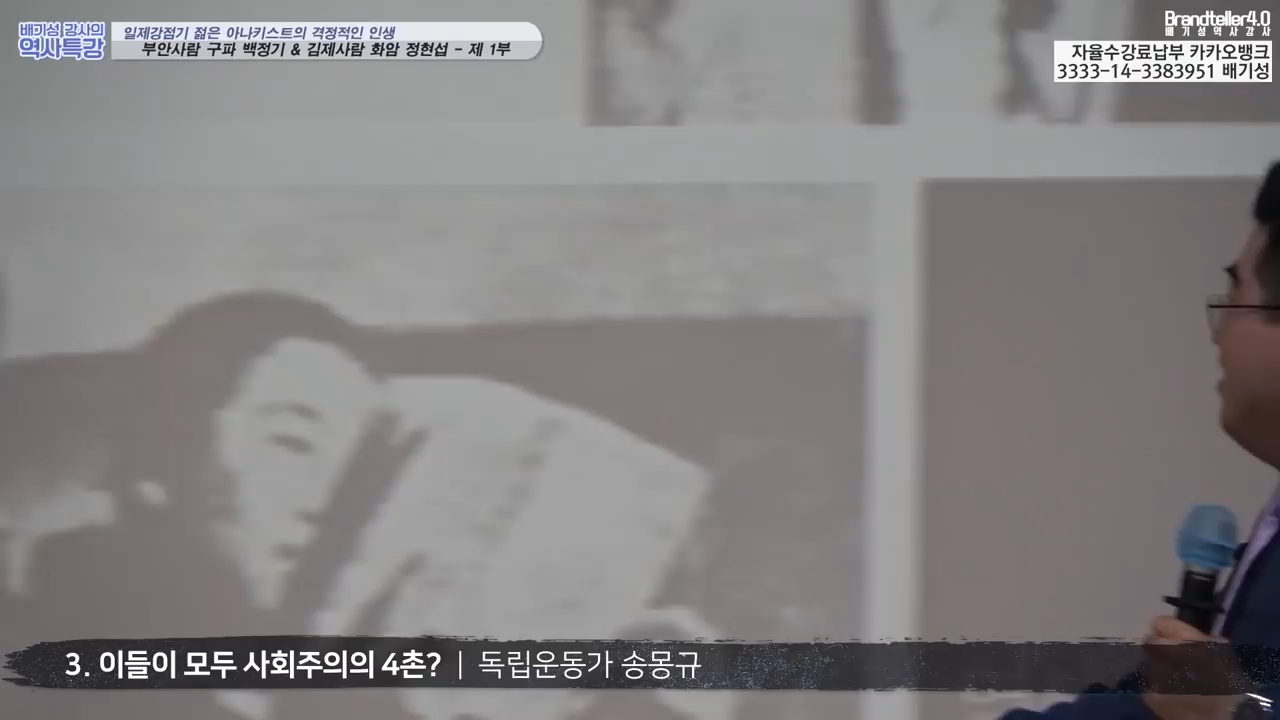 배기성 강사의
역사특강
일제강점기 젊은 아나키스트의 격정적인 인생
부안사람 구파 백정기 & 김제사람 화암 정현섭 - 제 1부
Brandteller4.0
배기성역사강사
자율수강료납부 카카오뱅크
3333-14-3383951 배기성
3. 이들이 모두 사회주의의 4촌? | 독립운동가 송몽규